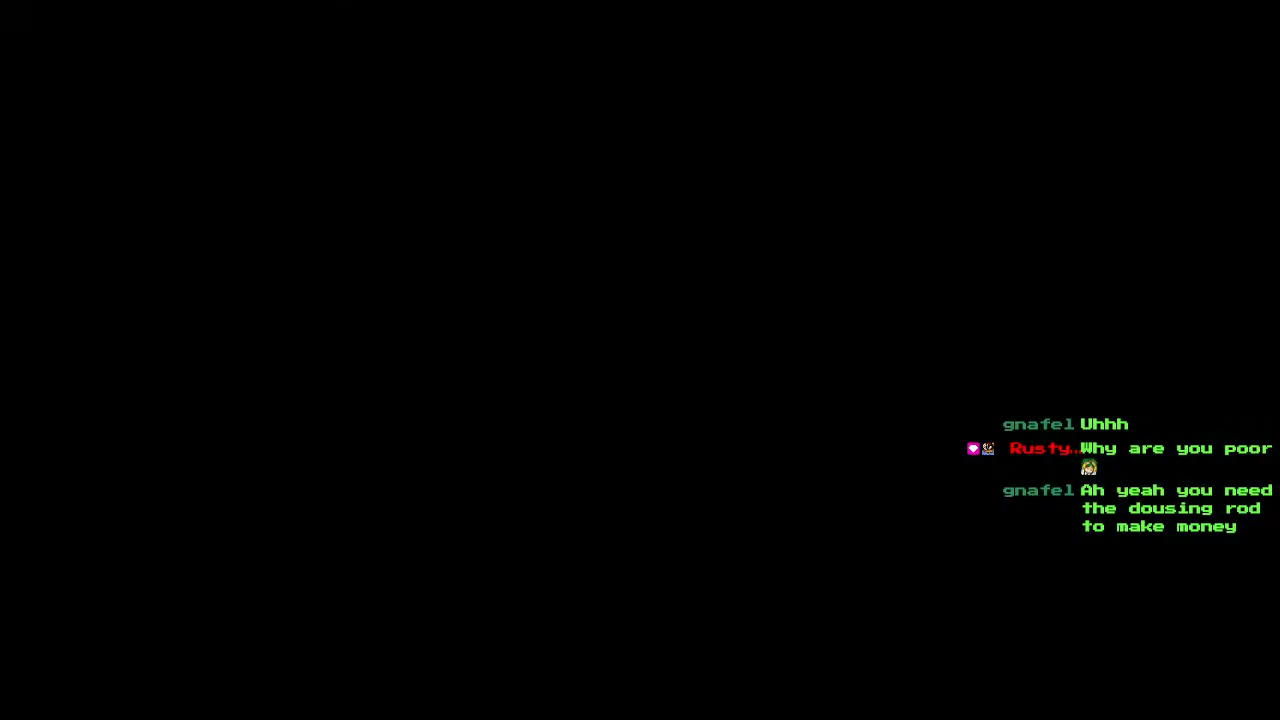 gnafel Uhhh
Rusty… Why are you poor
gnafel Ah yeah you need
the dousing rod
to make money